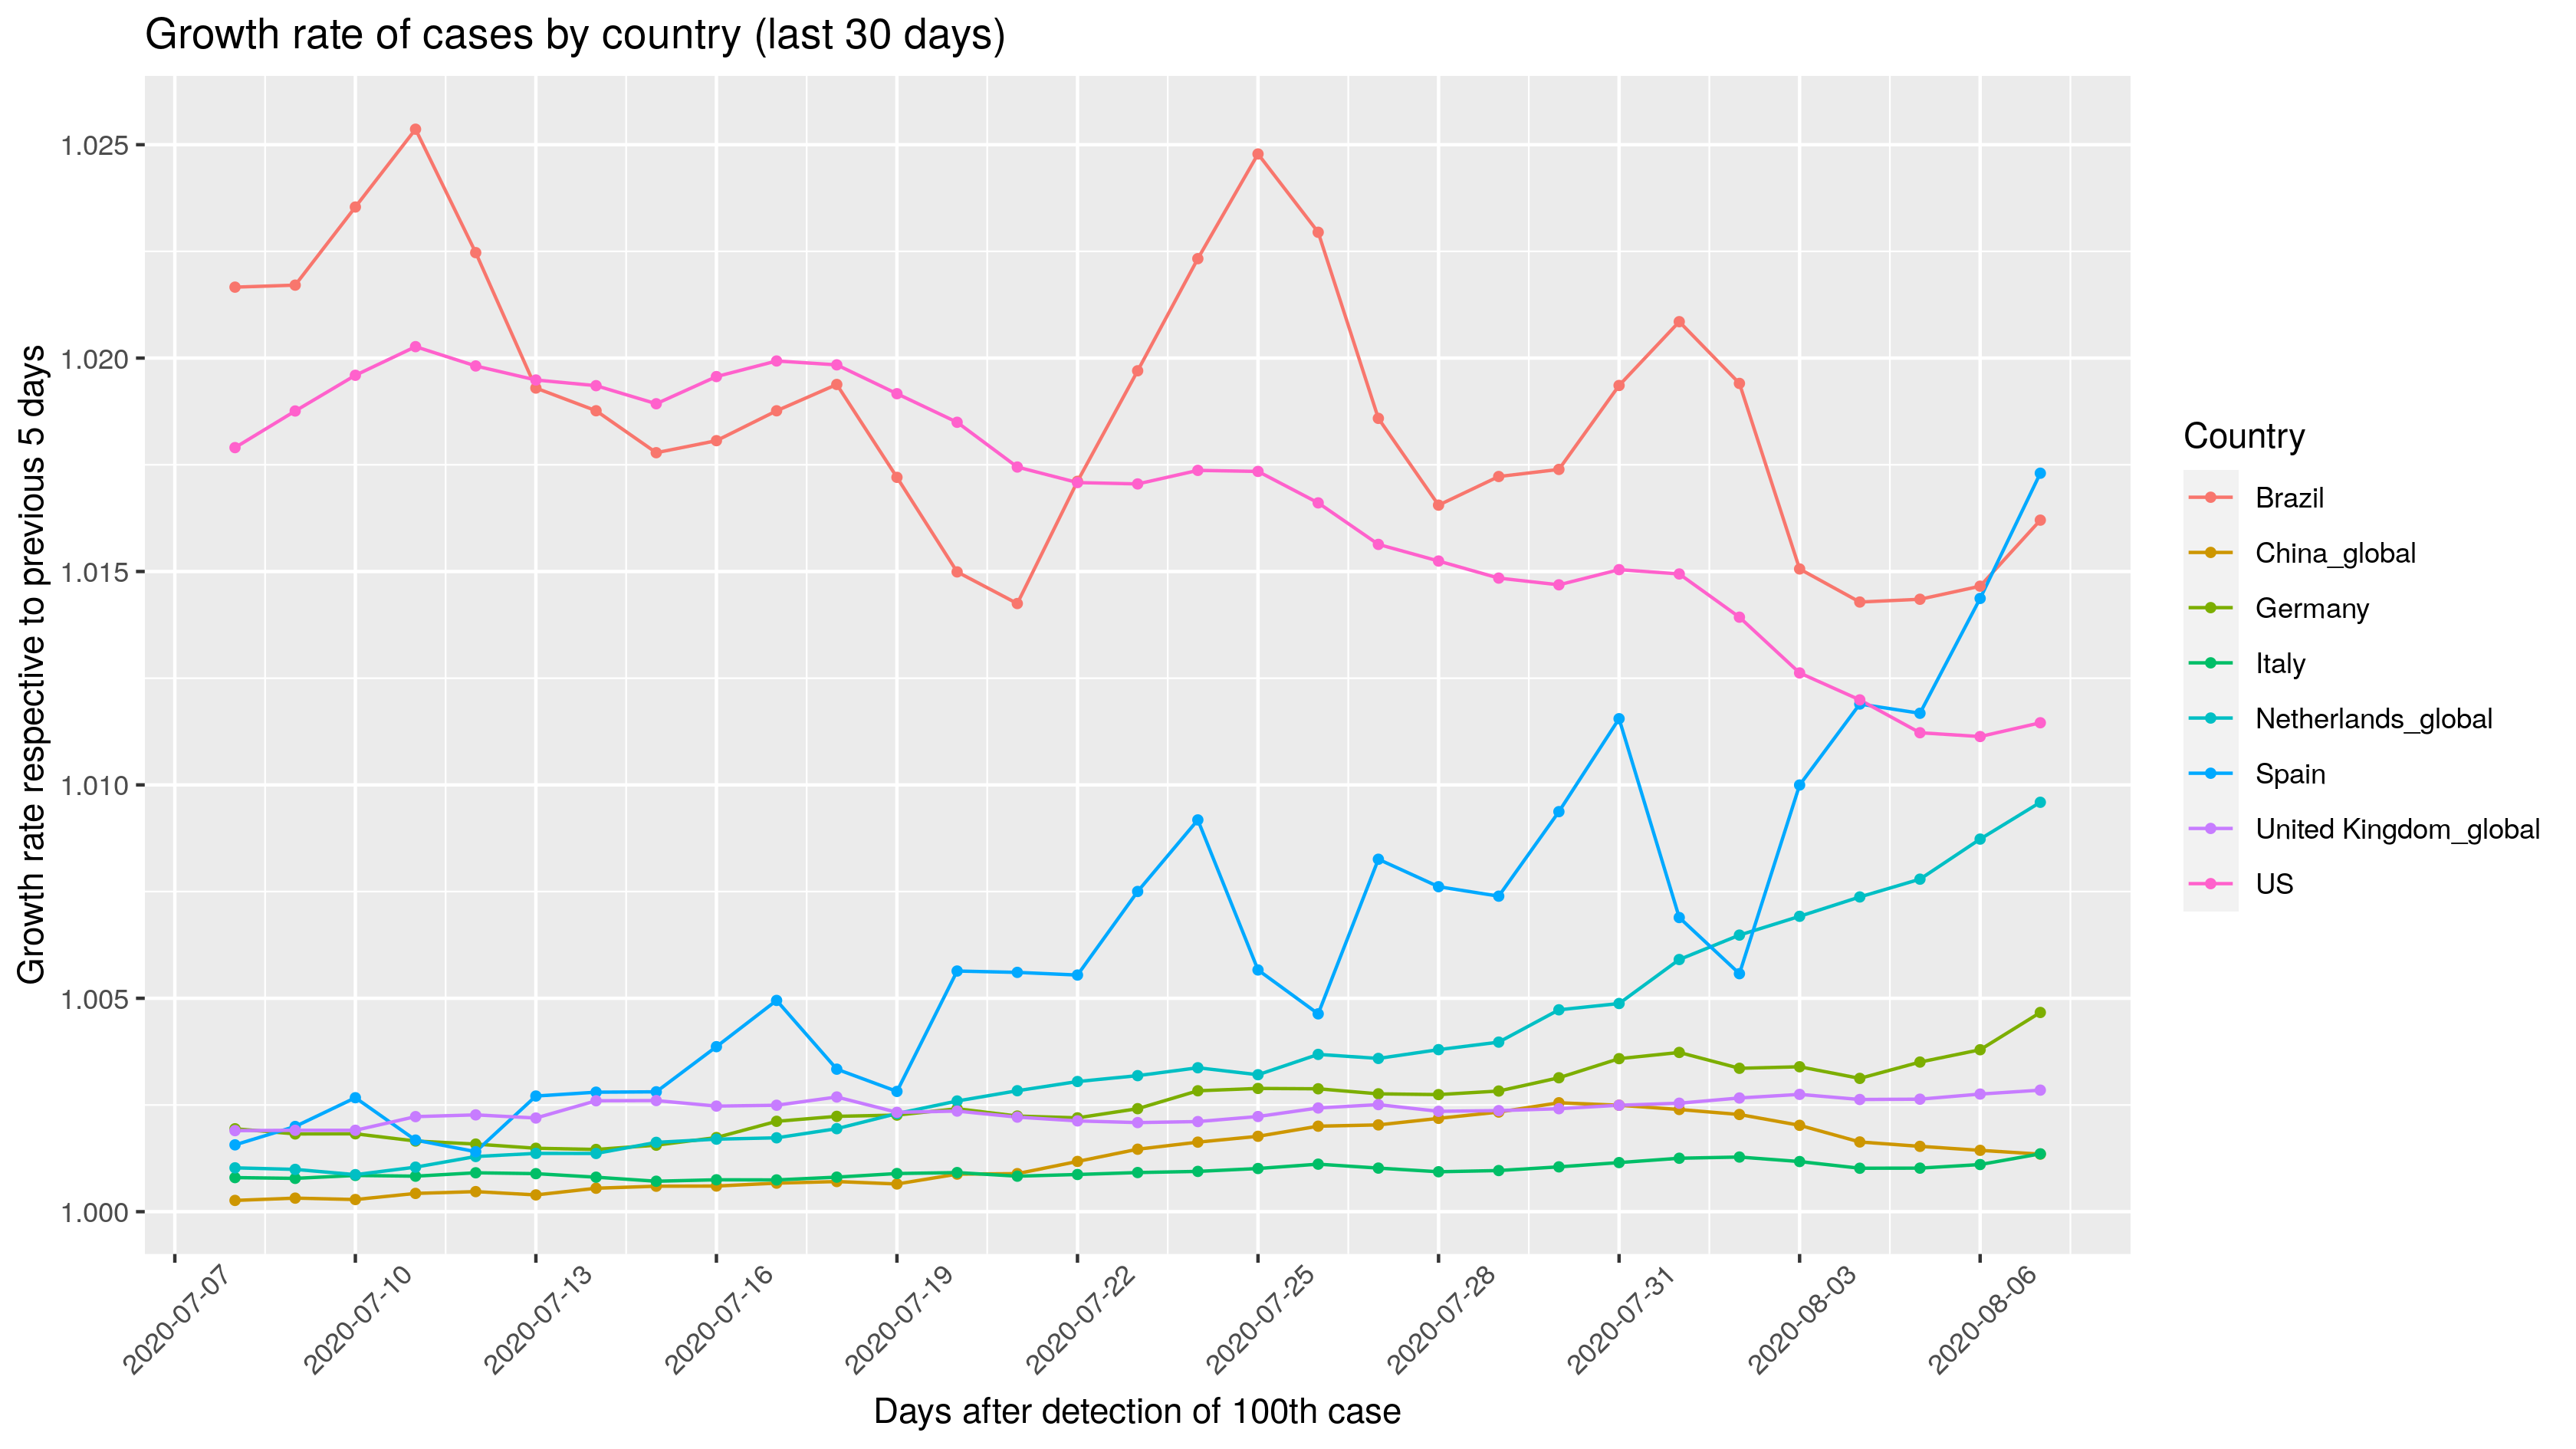 Growth rate of cases by country (last 30 days)
Growth rate respective to previous 5 days
1.025
1.020
1.015
1.010
1.005
1.000
2020-07-07
2020-07-10
2020-07-13
2020-07-16
2020-07-19
2020-07-22
2020-07-25
2020-07-28
2020-07-31
2020-08-03
2020-08-06
Days after detection of 100th case
Country
Brazil
China_global
Germany
Italy
Netherlands_global
Spain
United Kingdom_global
US